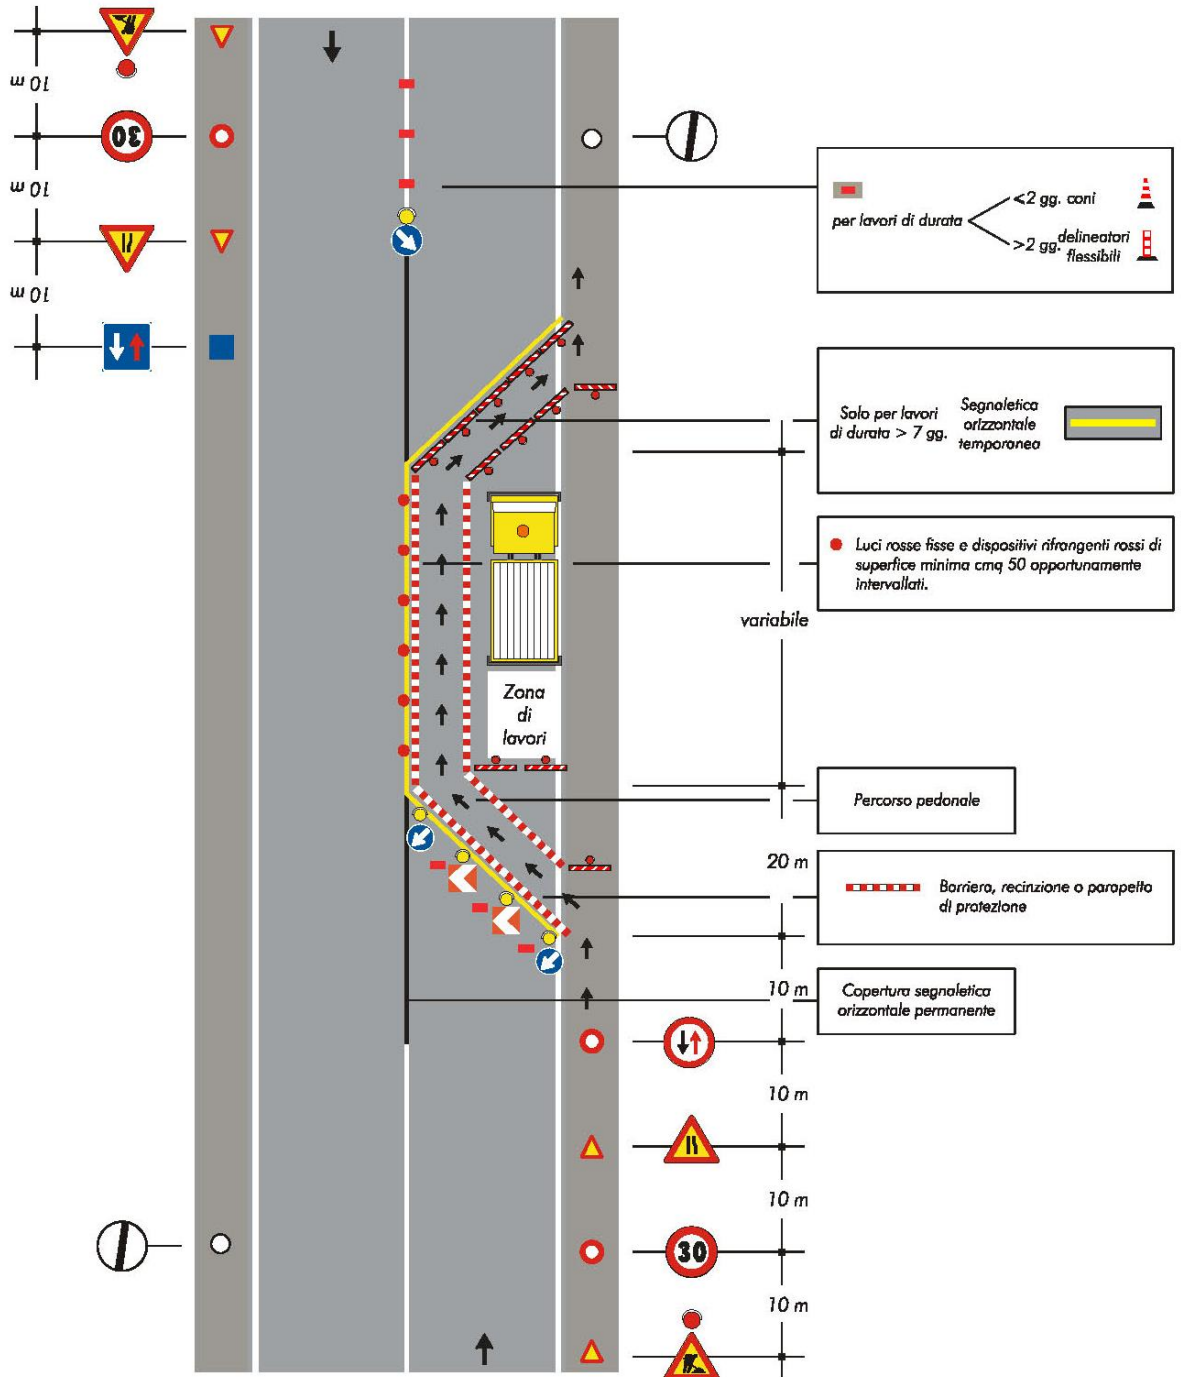 10 m
30
10 m
10 m
per lavori di durata
<2 gg. coni
>2 gg. delineatori
flessibili
Solo per lavori
di durata > 7 gg.
Segnaletica
orizzontale
temporanea
Luci rosse fisse e dispositivi rifrangenti rossi di
superfice minima cmq 50 opportunamente
intervallati.
variabile
Zona
di
lavori
Percorso pedonale
20 m
Barriera, recinzione o parapetto
di protezione
10 m
Copertura segnaletica
orizzontale permanente
10 m
10 m
30
10 m